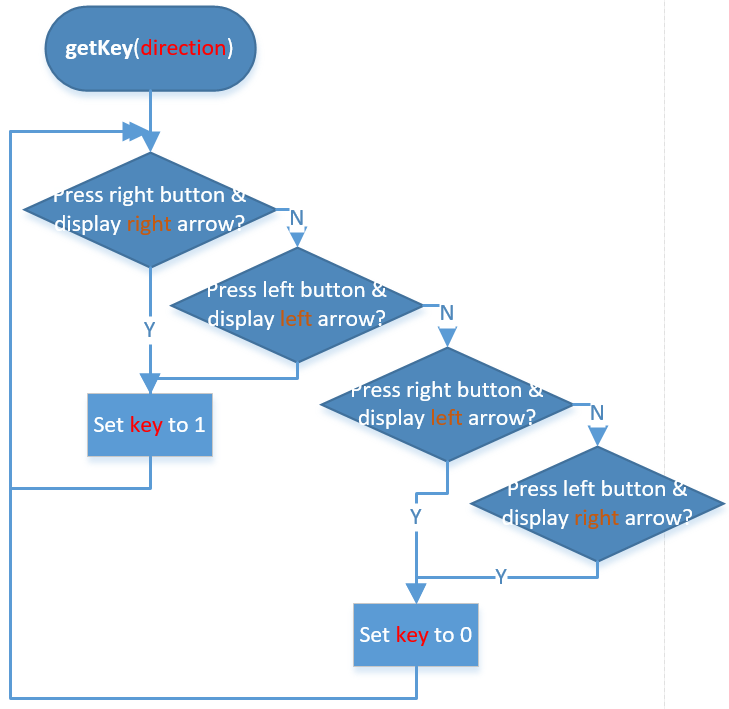 getKey(direction)
Press right button &
display right arrow?
N
Press left button &
display left arrow?
N
Y
Press right button &
display left arrow?
N
Set key to 1
Press left button &
display right arrow?
Y
Y
Set key to 0